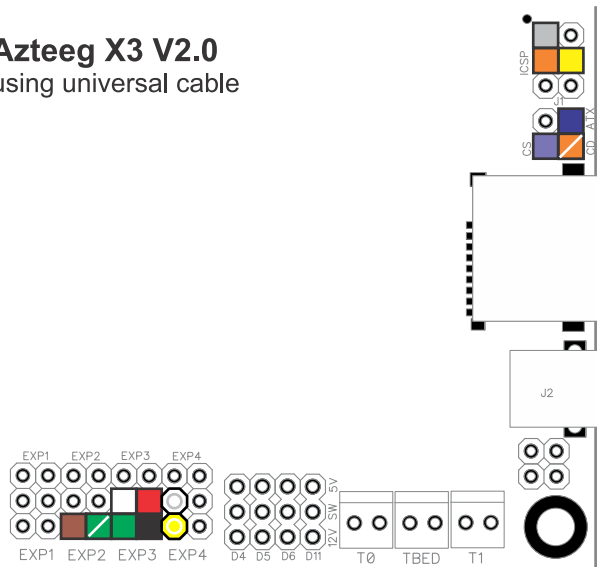 Azteeg X3 V2.0
using universal cable
ICSP
J1
ATX
CS
CD
J2
EXP1 EXP2 EXP3 EXP4
5V
SW
12V
EXP1 EXP2 EXP3 EXP4
D4 D5 D6 D11
T0 TBED T1